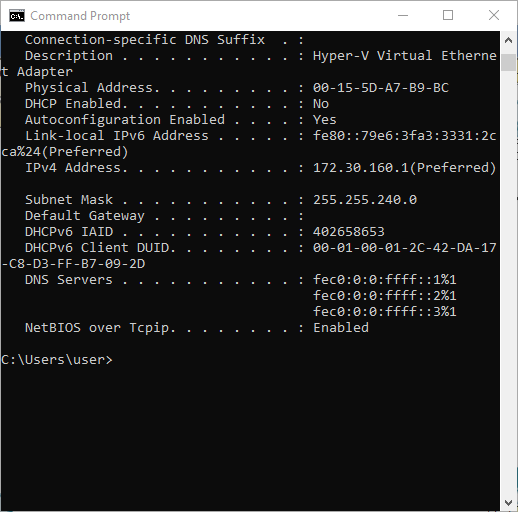 Command Prompt
Connection-specific DNS Suffix  . :
Description . . . . . . . . . . . : Hyper-V Virtual Etherne
t Adapter
Physical Address. . . . . . . . . : 00-15-5D-A7-B9-BC
DHCP Enabled. . . . . . . . . . . : No
Autoconfiguration Enabled . . . . : Yes
Link-local IPv6 Address . . . . . : fe80::79e6:3fa3:3331:2c
ca%24(Preferred)
IPv4 Address. . . . . . . . . . . : 172.30.160.1(Preferred)
Subnet Mask . . . . . . . . . . . : 255.255.240.0
Default Gateway . . . . . . . . . :
DHCPv6 IAID . . . . . . . . . . . : 402658653
DHCPv6 Client DUID. . . . . . . . : 00-01-00-01-2C-42-DA-17
-C8-D3-FF-B7-09-2D
DNS Servers . . . . . . . . . . . : fec0:0:0:ffff::1%1
fec0:0:0:ffff::2%1
fec0:0:0:ffff::3%1
NetBIOS over Tcpip. . . . . . . . : Enabled
C:\Users\user>